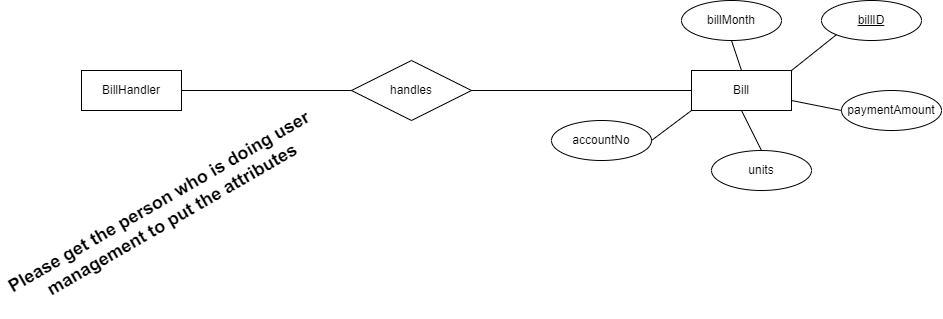 billMonth
billID
BillHandler
handles
Bill
paymentAmount
accountNo
units
Please get the person who is doing user
management to put the attributes